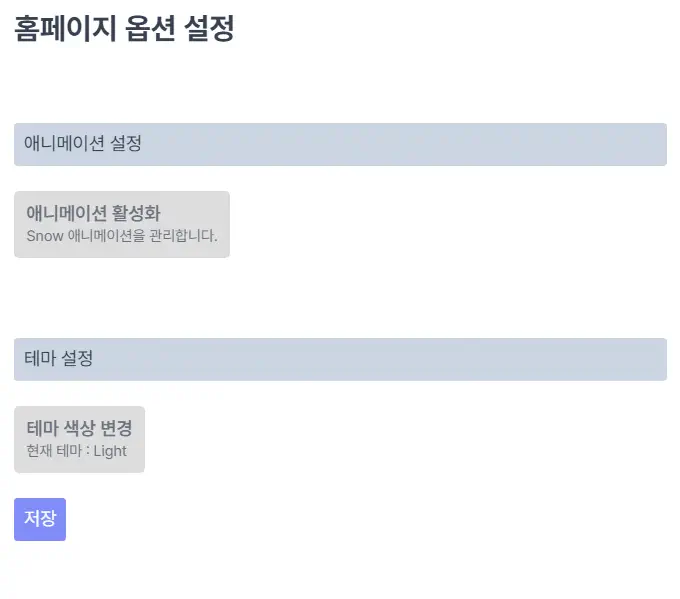 홈페이지 옵션 설정
애니메이션 설정
애니메이션 활성화
Snow 애니메이션을 관리합니다.
테마 설정
테마 색상 변경
현재 테마 : Light
저장